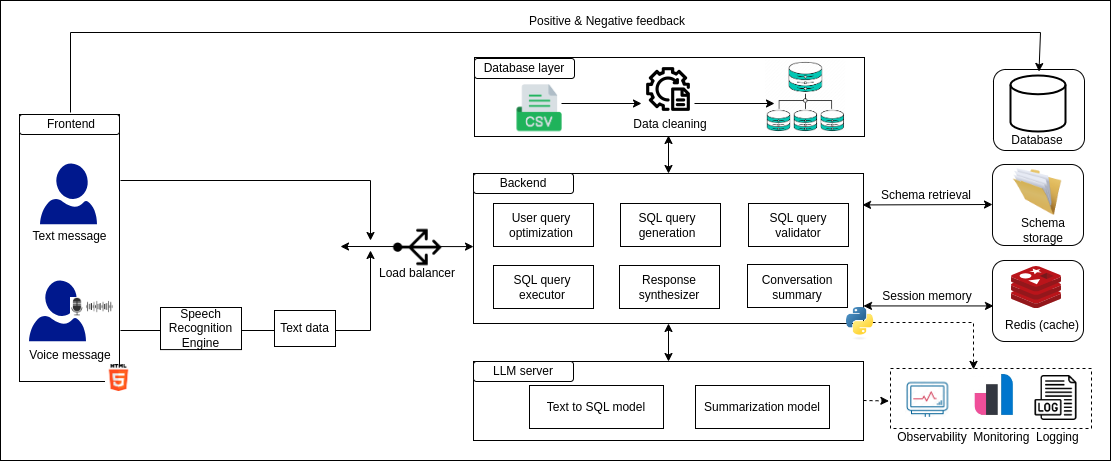 Positive & Negative feedback
Frontend
Text message
Voice message
HTML
5
Speech
Recognition
Engine
Text data
Load balancer
Database layer
CSV
Data cleaning
Backend
User query
optimization
SQL query
generation
SQL query
validator
SQL query
executor
Response
synthesizer
Conversation
summary
LLM server
Text to SQL model
Summarization model
Database
Schema retrieval
Schema
storage
Session memory
Redis (cache)
LOG
Observability
Monitoring
Logging